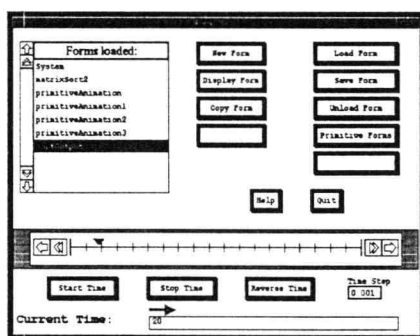 Forms loaded:
System
matrixSort2
primitiveAnimation
primitiveAnimation1
primitiveAnimation2
primitiveAnimation3
New Form
Load Form
Display Form
Save Form
Copy Form
Unload Form
Primitive Forms
Help
Quit
Start Time
Stop Time
Reverse Time
Time Step
0.001
Current Time:
20